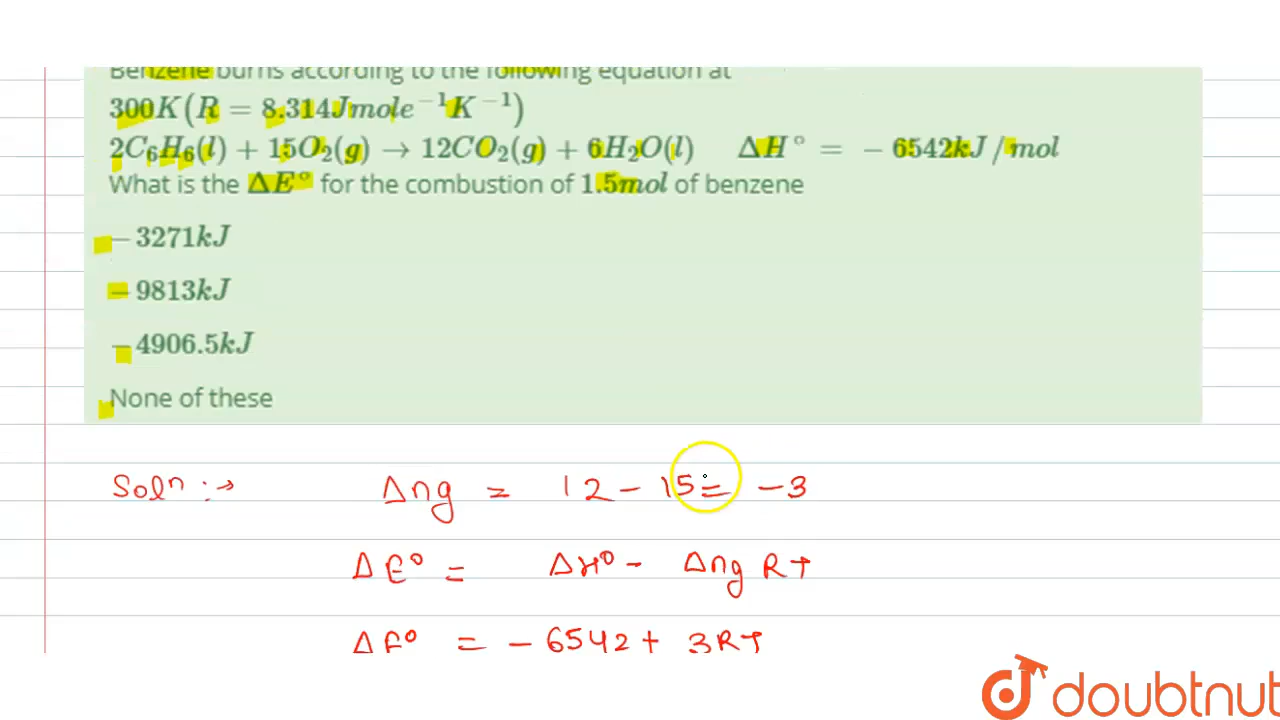 Benzene burns according to the following equation at
300K(R = 8.314Jmole⁻¹K⁻¹)
2C₆H₆(l) + 15O₂(g) → 12CO₂(g) + 6H₂O(l) ΔH° = −6542kJ/mol
What is the ΔE° for the combustion of 1.5mol of benzene
−3271kJ
−9813kJ
−4906.5kJ
None of these
Solⁿ :→ Δng = 12 − 15 = −3
ΔE° = ΔH° − Δng RT
ΔE° = −6542 + 3RT
doubtnut